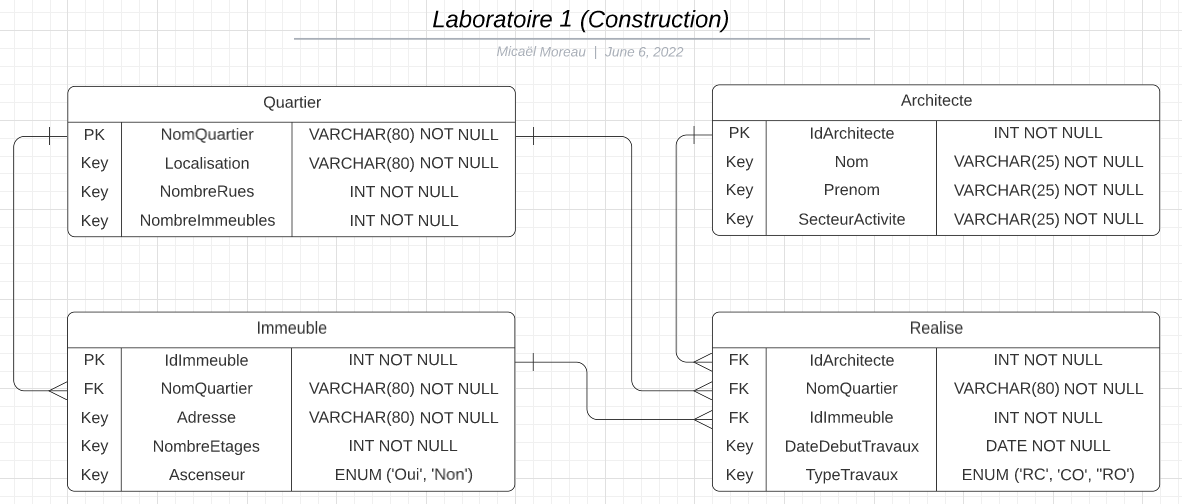 Laboratoire 1 (Construction)
Micaël Moreau | June 6, 2022
Quartier
PK NomQuartier VARCHAR(80) NOT NULL
Key Localisation VARCHAR(80) NOT NULL
Key NombreRues INT NOT NULL
Key NombreImmeubles INT NOT NULL
Architecte
PK IdArchitecte INT NOT NULL
Key Nom VARCHAR(25) NOT NULL
Key Prenom VARCHAR(25) NOT NULL
Key SecteurActivite VARCHAR(25) NOT NULL
Immeuble
PK IdImmeuble INT NOT NULL
FK NomQuartier VARCHAR(80) NOT NULL
Key Adresse VARCHAR(80) NOT NULL
Key NombreEtages INT NOT NULL
Key Ascenseur ENUM ('Oui', 'Non')
Realise
FK IdArchitecte INT NOT NULL
FK NomQuartier VARCHAR(80) NOT NULL
FK IdImmeuble INT NOT NULL
Key DateDebutTravaux DATE NOT NULL
Key TypeTravaux ENUM ('RC', 'CO', "RO')